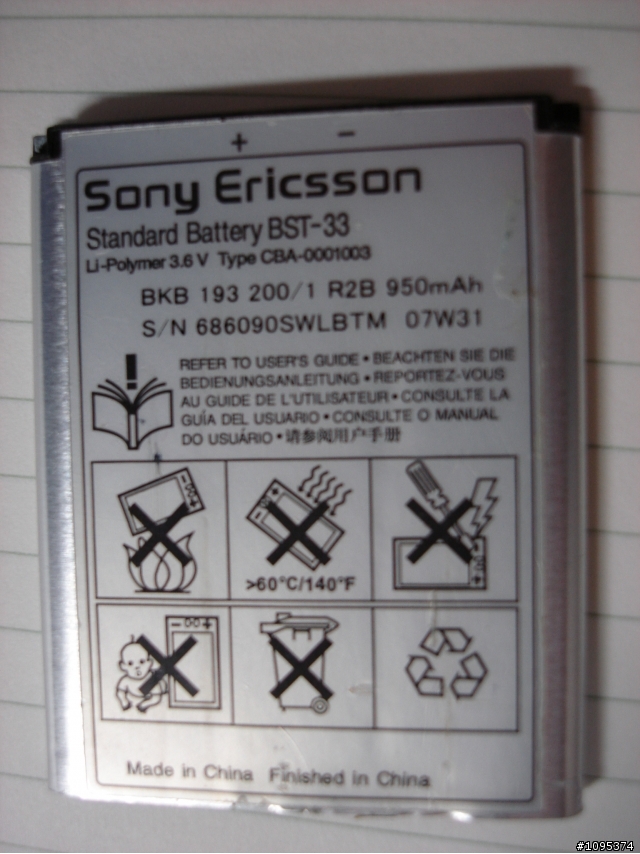 + −
Sony Ericsson
Standard Battery BST-33
Li-Polymer 3.6 V Type CBA-0001003
BKB 193 200/1 R2B 950mAh
S/N 686090SWLBTM 07W31
REFER TO USER'S GUIDE • BEACHTEN SIE DIE
BEDIENUNGSANLEITUNG • REPORTEZ-VOUS
AU GUIDE DE L'UTILISATEUR • CONSULTE LA
GUÍA DEL USUARIO • CONSULTE O MANUAL
DO USUÁRIO •请参阅用户手册
>60°C/140°F
Made in China Finished in China
#1095374